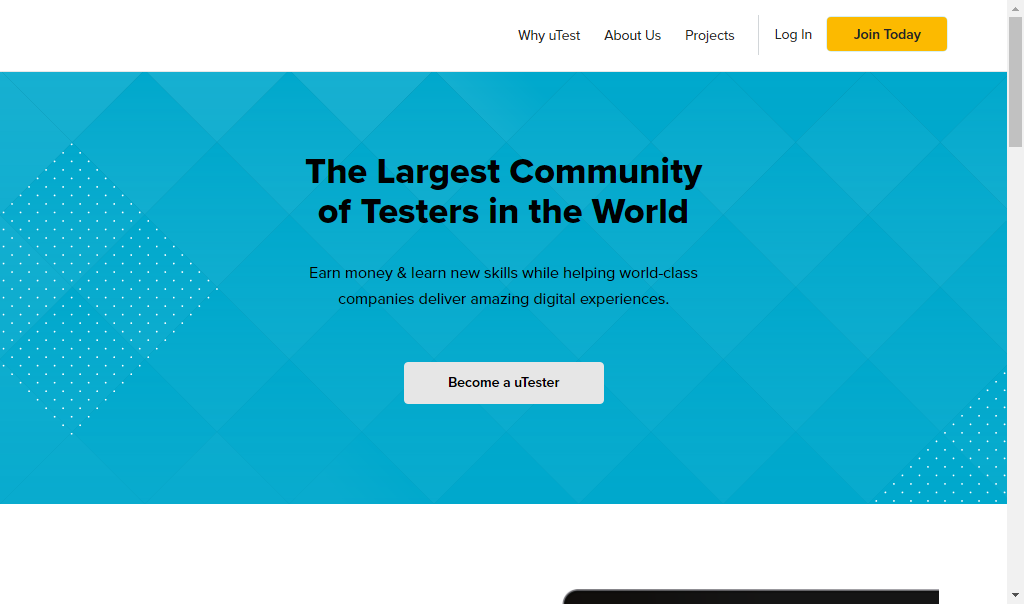 Why uTest About Us Projects Log In Join Today
The Largest Community
of Testers in the World
Earn money & learn new skills while helping world-class
companies deliver amazing digital experiences.
Become a uTester